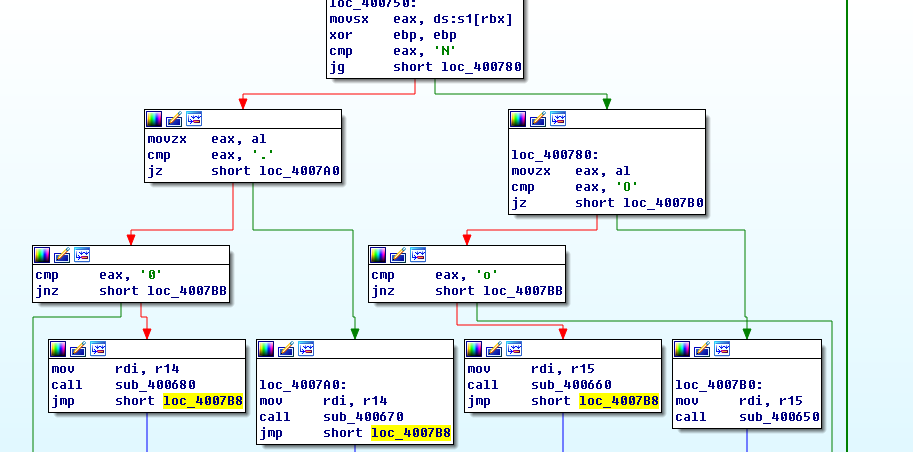 loc_400750:
movsx eax, ds:s1[rbx]
xor ebp, ebp
cmp eax, 'N'
jg short loc_400780
movzx eax, al
cmp eax, '.'
jz short loc_4007A0
loc_400780:
movzx eax, al
cmp eax, 'O'
jz short loc_4007B0
cmp eax, '0'
jnz short loc_4007BB
cmp eax, 'o'
jnz short loc_4007BB
mov rdi, r14
call sub_400680
jmp short loc_4007B8
loc_4007A0:
mov rdi, r14
call sub_400670
jmp short loc_4007B8
mov rdi, r15
call sub_400660
jmp short loc_4007B8
loc_4007B0:
mov rdi, r15
call sub_400650